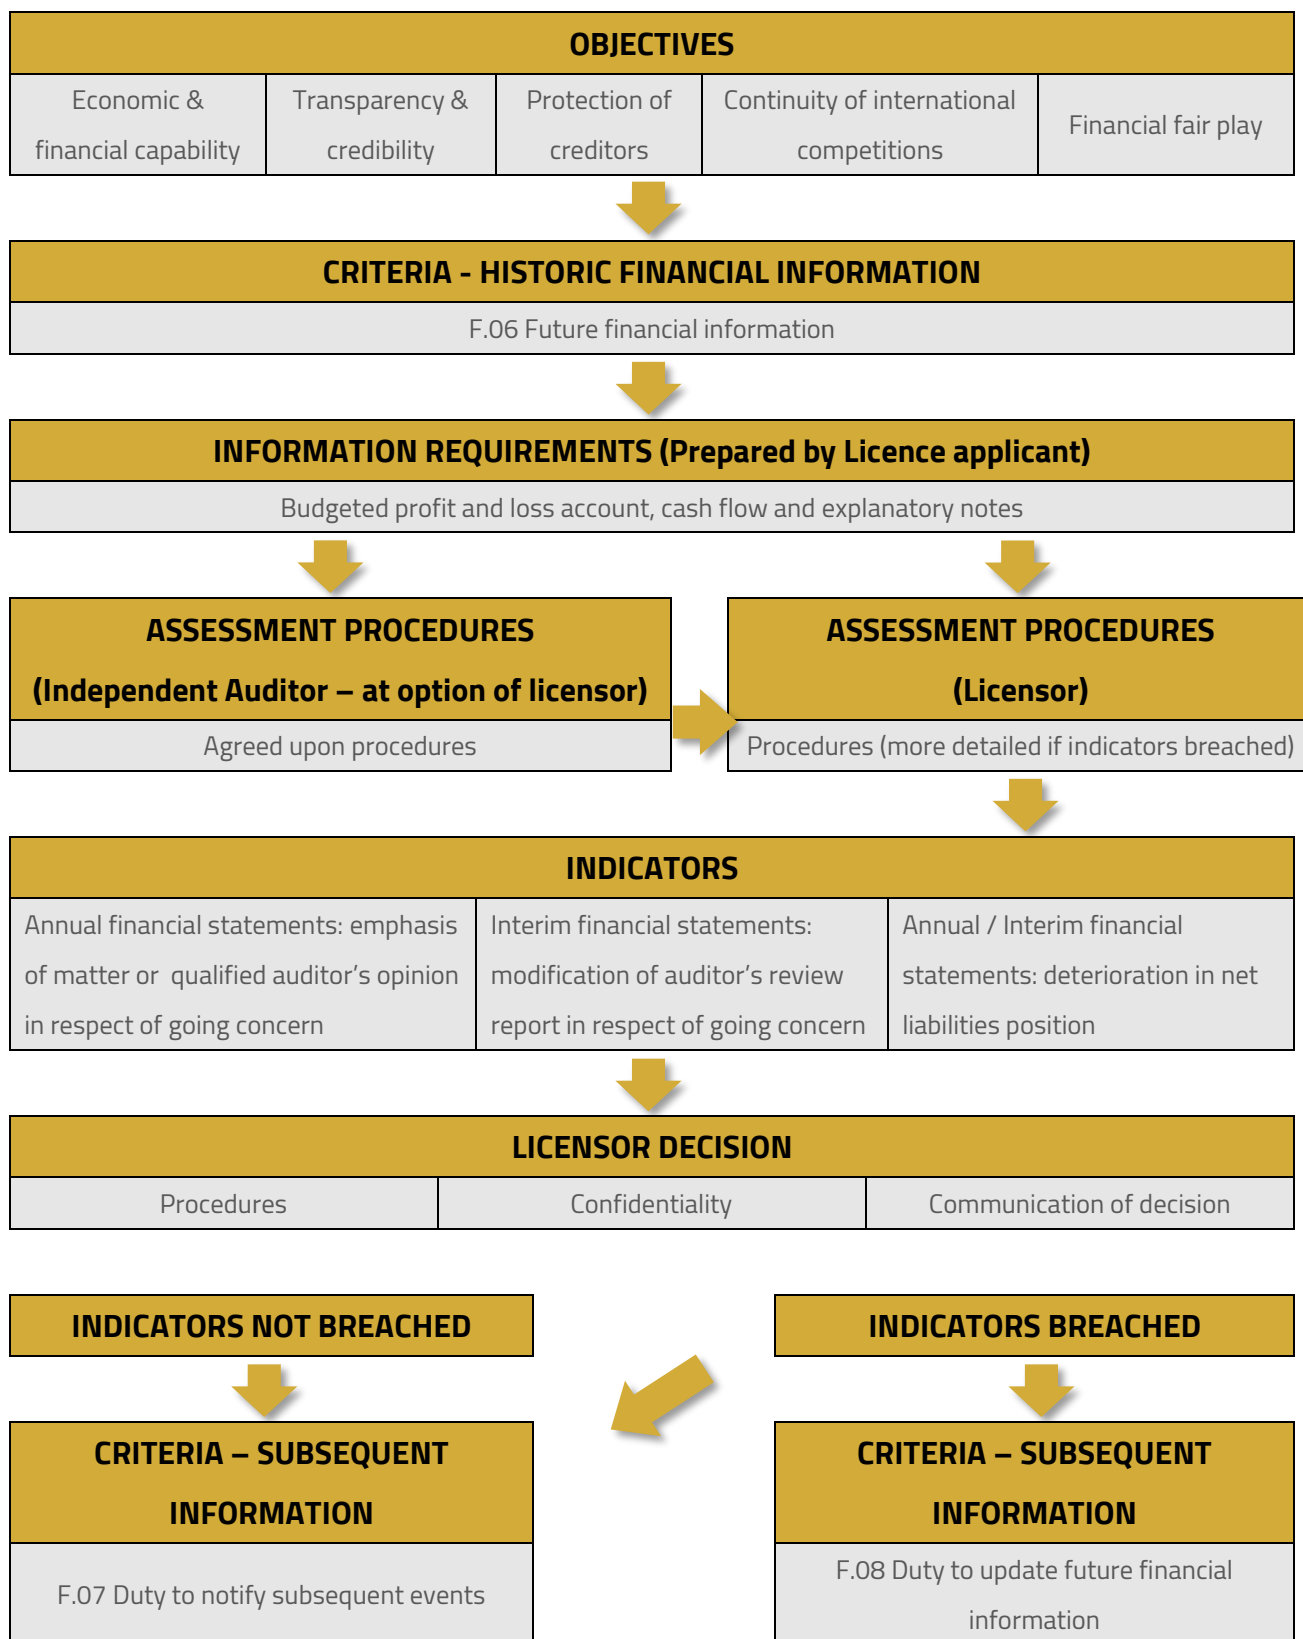 OBJECTIVES
Economic &
financial capability
Transparency &
credibility
Protection of
creditors
Continuity of international
competitions
Financial fair play
CRITERIA - HISTORIC FINANCIAL INFORMATION
F.06 Future financial information
INFORMATION REQUIREMENTS (Prepared by Licence applicant)
Budgeted profit and loss account, cash flow and explanatory notes
ASSESSMENT PROCEDURES
(Independent Auditor – at option of licensor)
Agreed upon procedures
ASSESSMENT PROCEDURES
(Licensor)
Procedures (more detailed if indicators breached)
INDICATORS
Annual financial statements: emphasis
of matter or  qualified auditor’s opinion
in respect of going concern
Interim financial statements:
modification of auditor’s review
report in respect of going concern
Annual / Interim financial
statements: deterioration in net
liabilities position
LICENSOR DECISION
Procedures
Confidentiality
Communication of decision
INDICATORS NOT BREACHED
INDICATORS BREACHED
CRITERIA – SUBSEQUENT
INFORMATION
F.07 Duty to notify subsequent events
CRITERIA – SUBSEQUENT
INFORMATION
F.08 Duty to update future financial
information